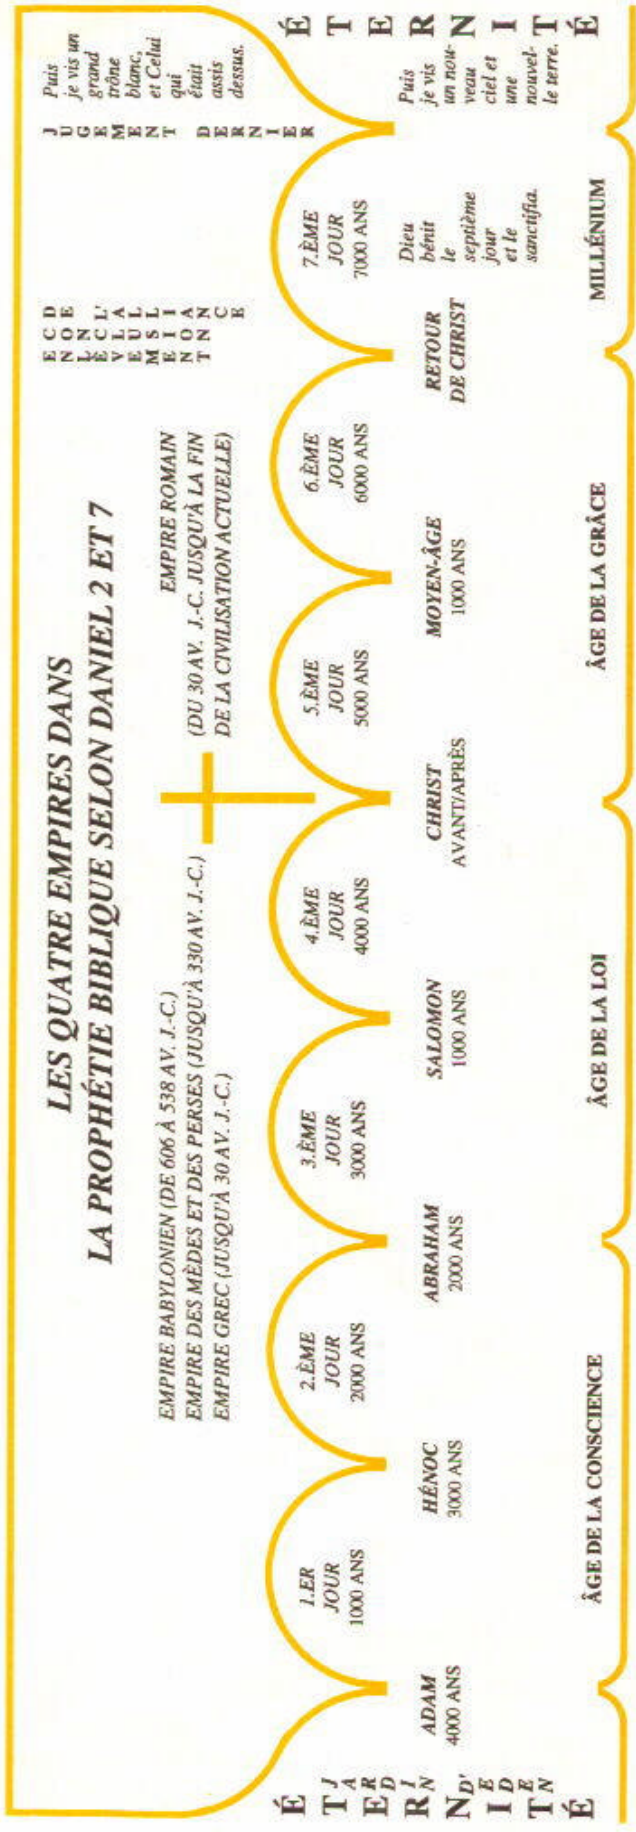 LES QUATRE EMPIRES DANS
LA PROPHÉTIE BIBLIQUE SELON DANIEL 2 ET 7
EMPIRE BABYLONIEN (DE 606 À 538 AV. J.-C.)
EMPIRE DES MÈDES ET DES PERSES (JUSQU'À 330 AV. J.-C.)
EMPIRE GREC (JUSQU'À 30 AV. J.-C.)
EMPIRE ROMAIN
(DU 30 AV. J.-C. JUSQU'À LA FIN
DE LA CIVILISATION ACTUELLE)
ENLÈVEMENT
CONCLUSION
DE L'ALLIANCE
JUGEMENT DERNIER
Puis
je vis un
grand
trône
blanc,
et Celui
qui
était
assis
dessus.
ÉTERNITÉ
JARDIN D'EDEN
1.ER
JOUR
1000 ANS
2.ÈME
JOUR
2000 ANS
3.ÈME
JOUR
3000 ANS
4.ÈME
JOUR
4000 ANS
5.ÈME
JOUR
5000 ANS
6.ÈME
JOUR
6000 ANS
7.ÈME
JOUR
7000 ANS
ÉTERNITÉ
ADAM
4000 ANS
HÉNOC
3000 ANS
ABRAHAM
2000 ANS
SALOMON
1000 ANS
CHRIST
AVANT/APRÈS
MOYEN-ÂGE
1000 ANS
RETOUR
DE CHRIST
Dieu
bénit
le
septième
jour
et le
sanctifia.
Puis
je vis
un nou-
veau
ciel et
une
nouvel-
le terre.
ÂGE DE LA CONSCIENCE
ÂGE DE LA LOI
ÂGE DE LA GRÂCE
MILLÉNIUM